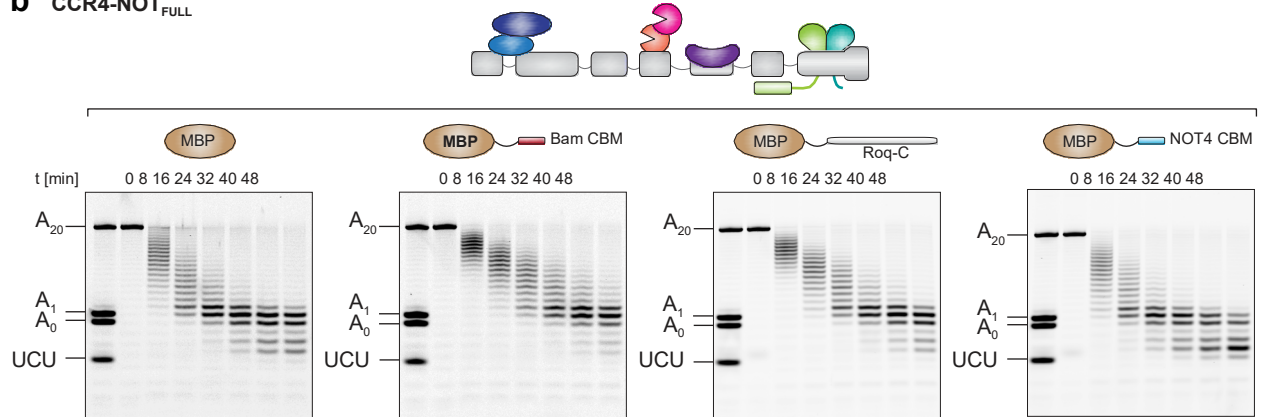 b CCR4-NOTFULL
MBP
MBP Bam CBM
MBP Roq-C
MBP NOT4 CBM
t [min] 0 8 16 24 32 40 48
0 8 16 24 32 40 48
0 8 16 24 32 40 48
0 8 16 24 32 40 48
A20
A1
A0
UCU
A20
A1
A0
UCU
A20
A1
A0
UCU
A20
A1
A0
UCU